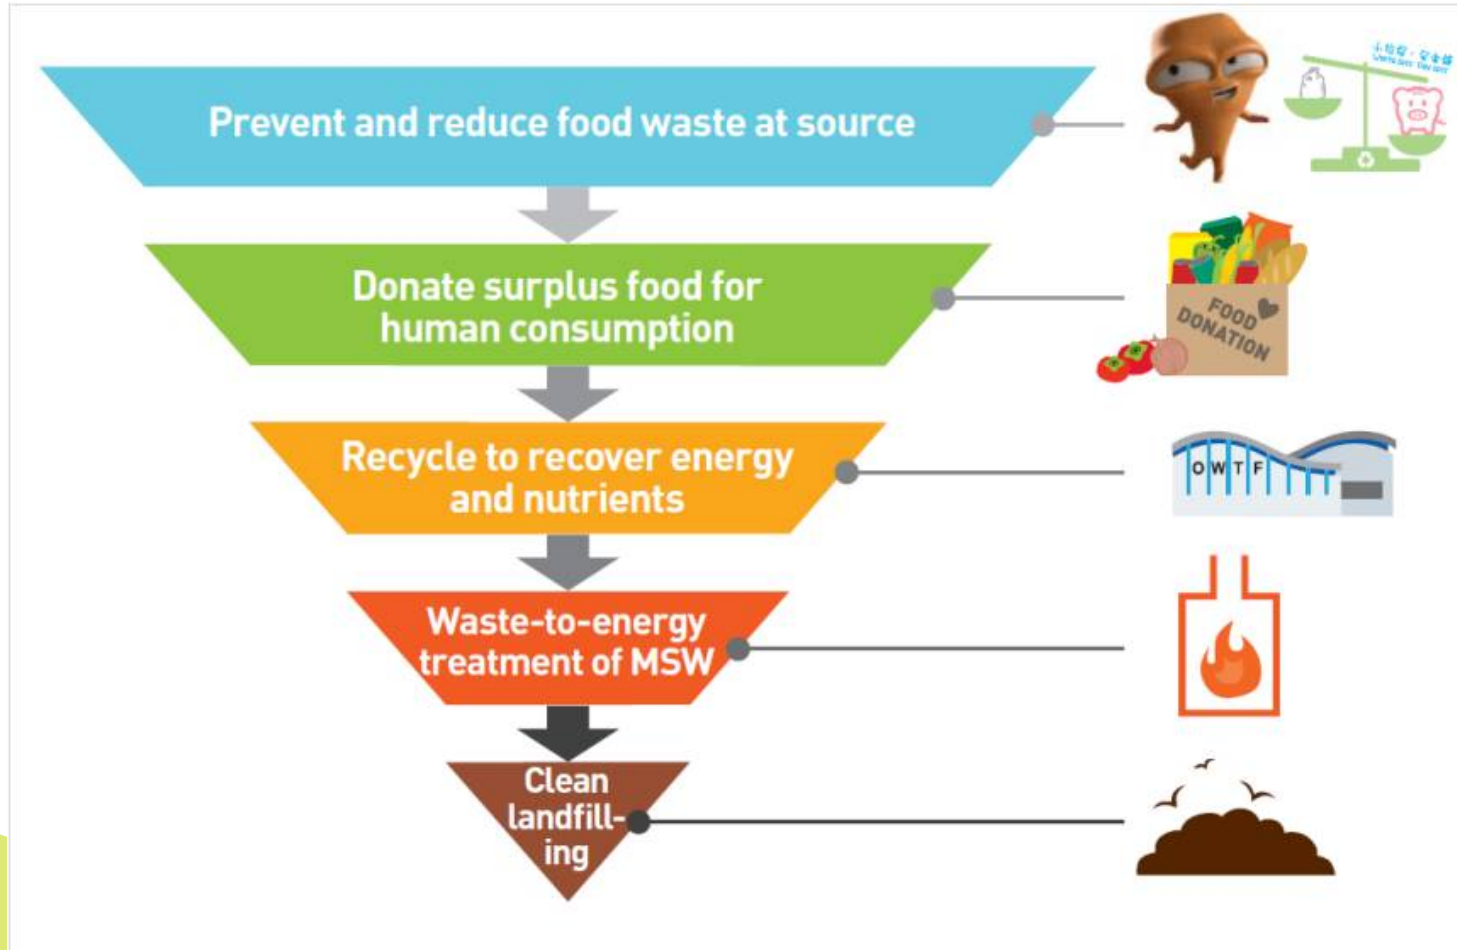 Prevent and reduce food waste at source
Donate surplus food for
human consumption
FOOD
DONATION
Recycle to recover energy
and nutrients
OWTF
Waste-to-energy
treatment of MSW
Clean
landfill-
ing